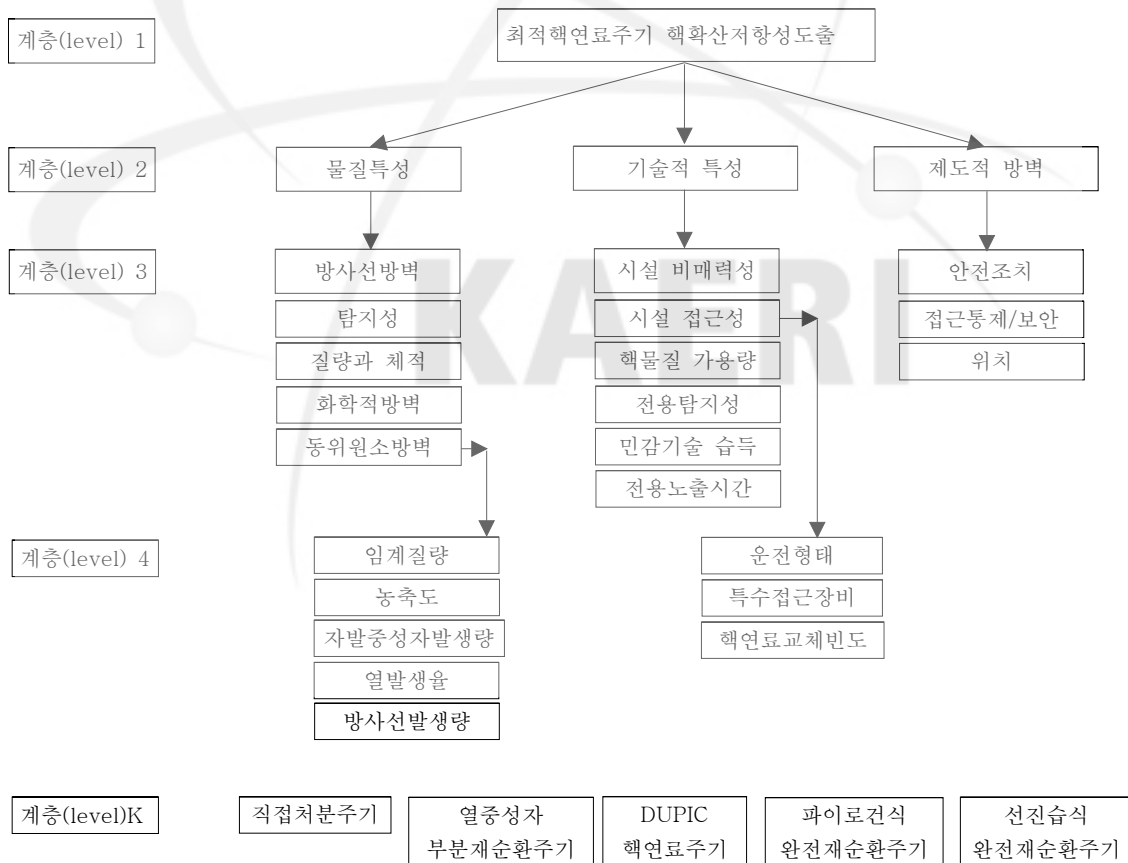 계층(level) 1
최적핵연료주기 핵확산저항성도출
계층(level) 2
물질특성
기술적 특성
제도적 방벽
계층(level) 3
방사선방벽
탐지성
질량과 체적
화학적방벽
동위원소방벽
시설 비매력성
시설 접근성
핵물질 가용량
전용탐지성
민감기술 습득
전용노출시간
안전조치
접근통제/보안
위치
KAERI
계층(level) 4
임계질량
농축도
자발중성자발생량
열발생율
방사선발생량
운전형태
특수접근장비
핵연료교체빈도
계층(level)K
직접처분주기
열중성자
부분재순환주기
DUPIC
핵연료주기
파이로건식
완전재순환주기
선진습식
완전재순환주기